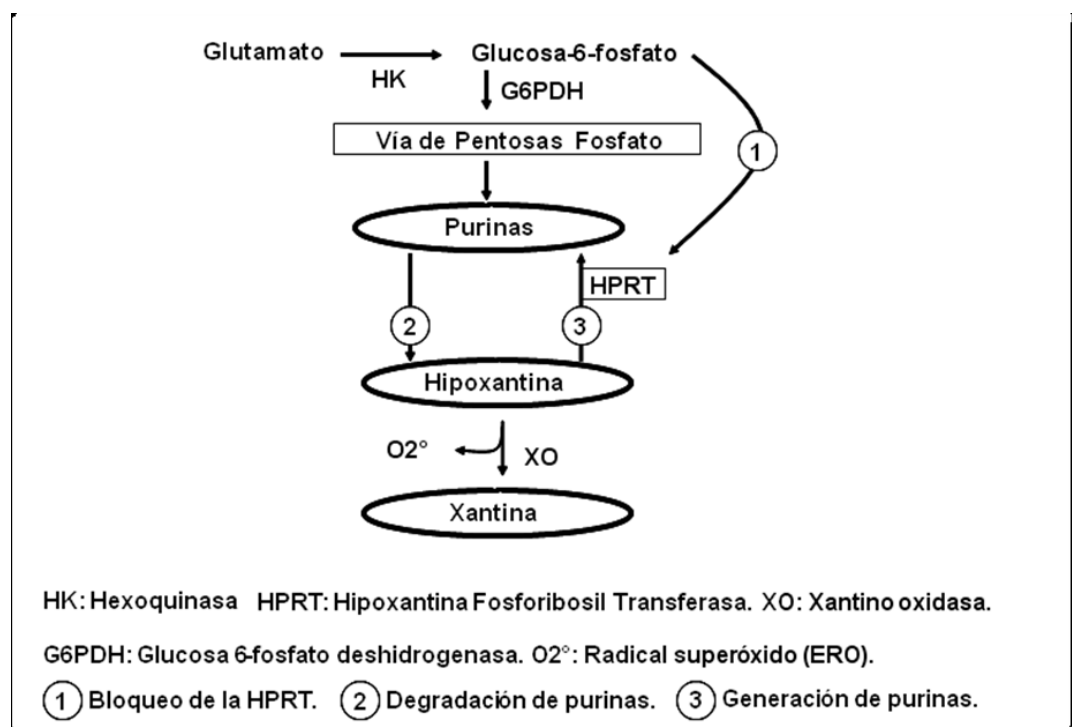 Glutamato
Glucosa-6-fosfato
HK
G6PDH
Vía de Pentosas Fosfato
1
Purinas
HPRT
2
3
Hipoxantina
O2°
XO
Xantina
HK: Hexoquinasa HPRT: Hipoxantina Fosforibosil Transferasa. XO: Xantino oxidasa.
G6PDH: Glucosa 6-fosfato deshidrogenasa. O2°: Radical superóxido (ERO).
1 Bloqueo de la HPRT. 2 Degradación de purinas. 3 Generación de purinas.